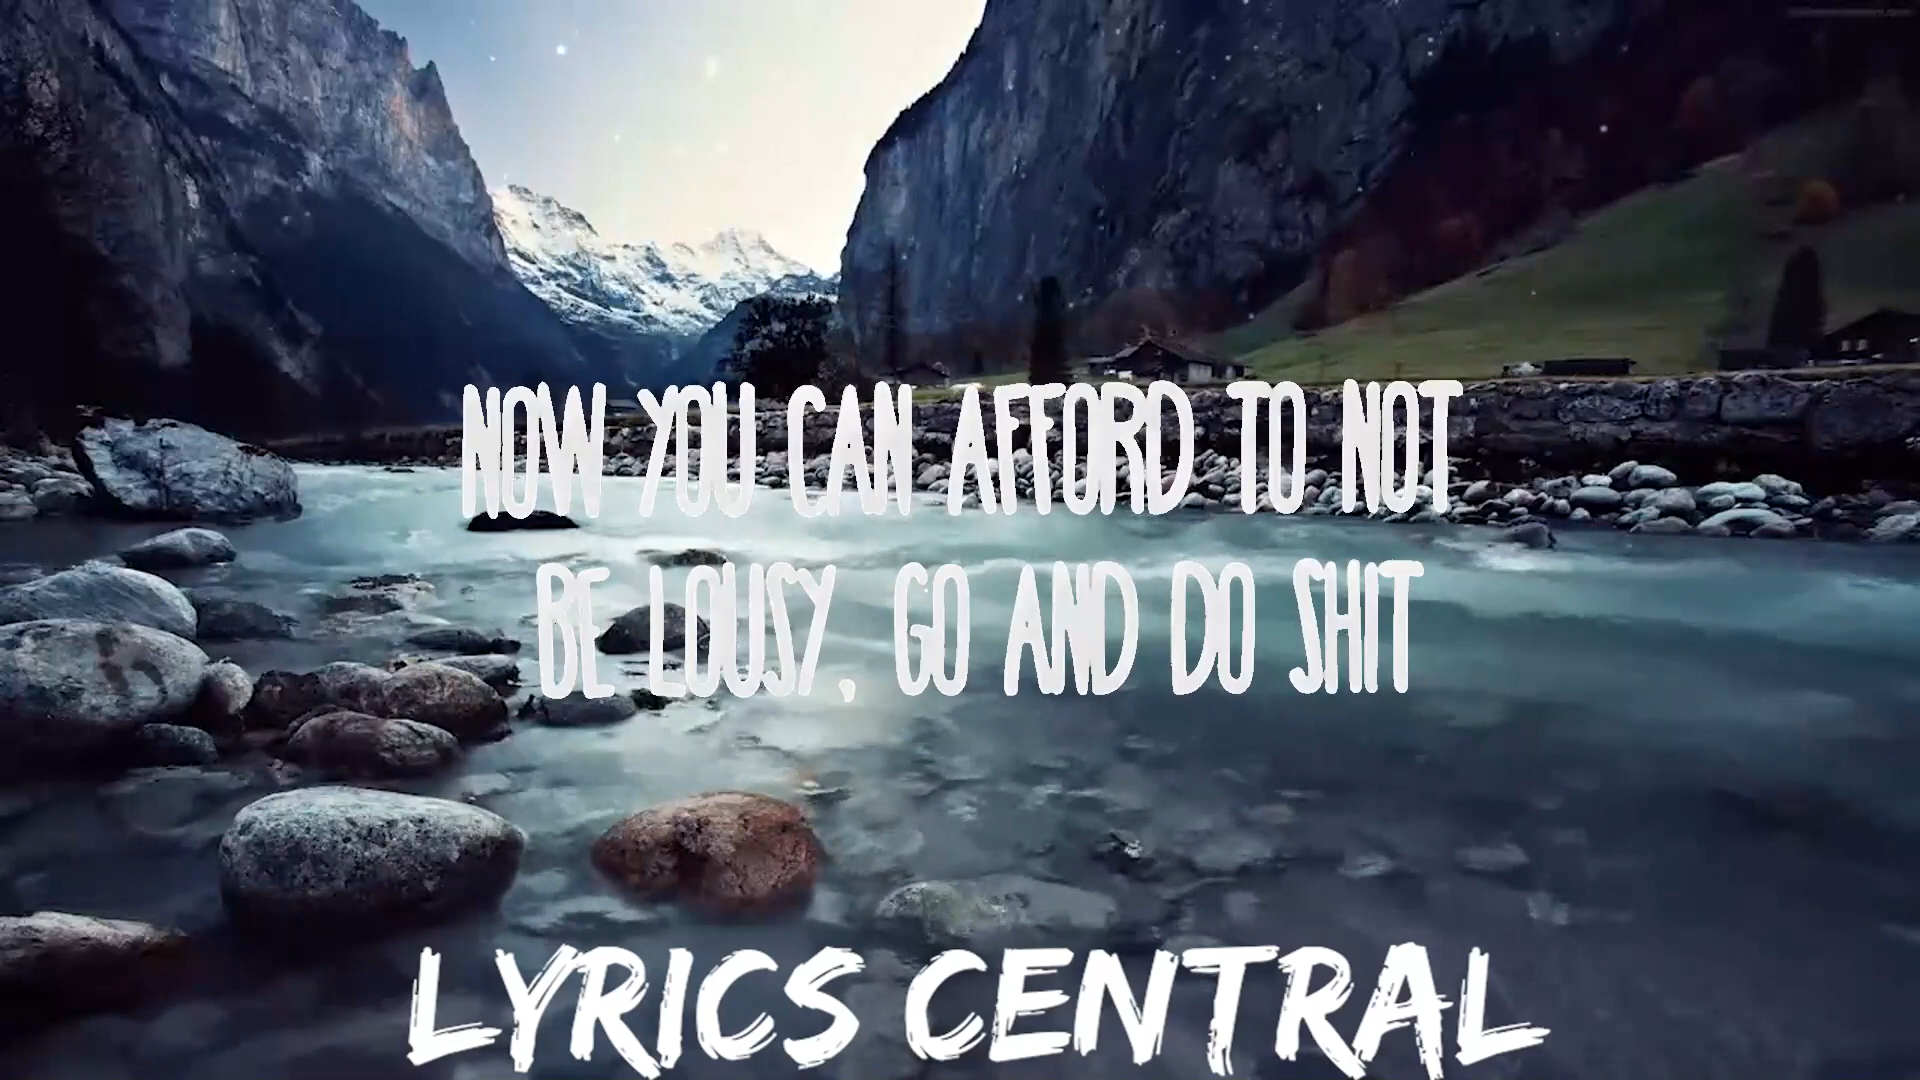 NOW YOU CAN AFFORD TO NOT
BE LOUSY, GO AND DO SHIT
LYRICS CENTRAL